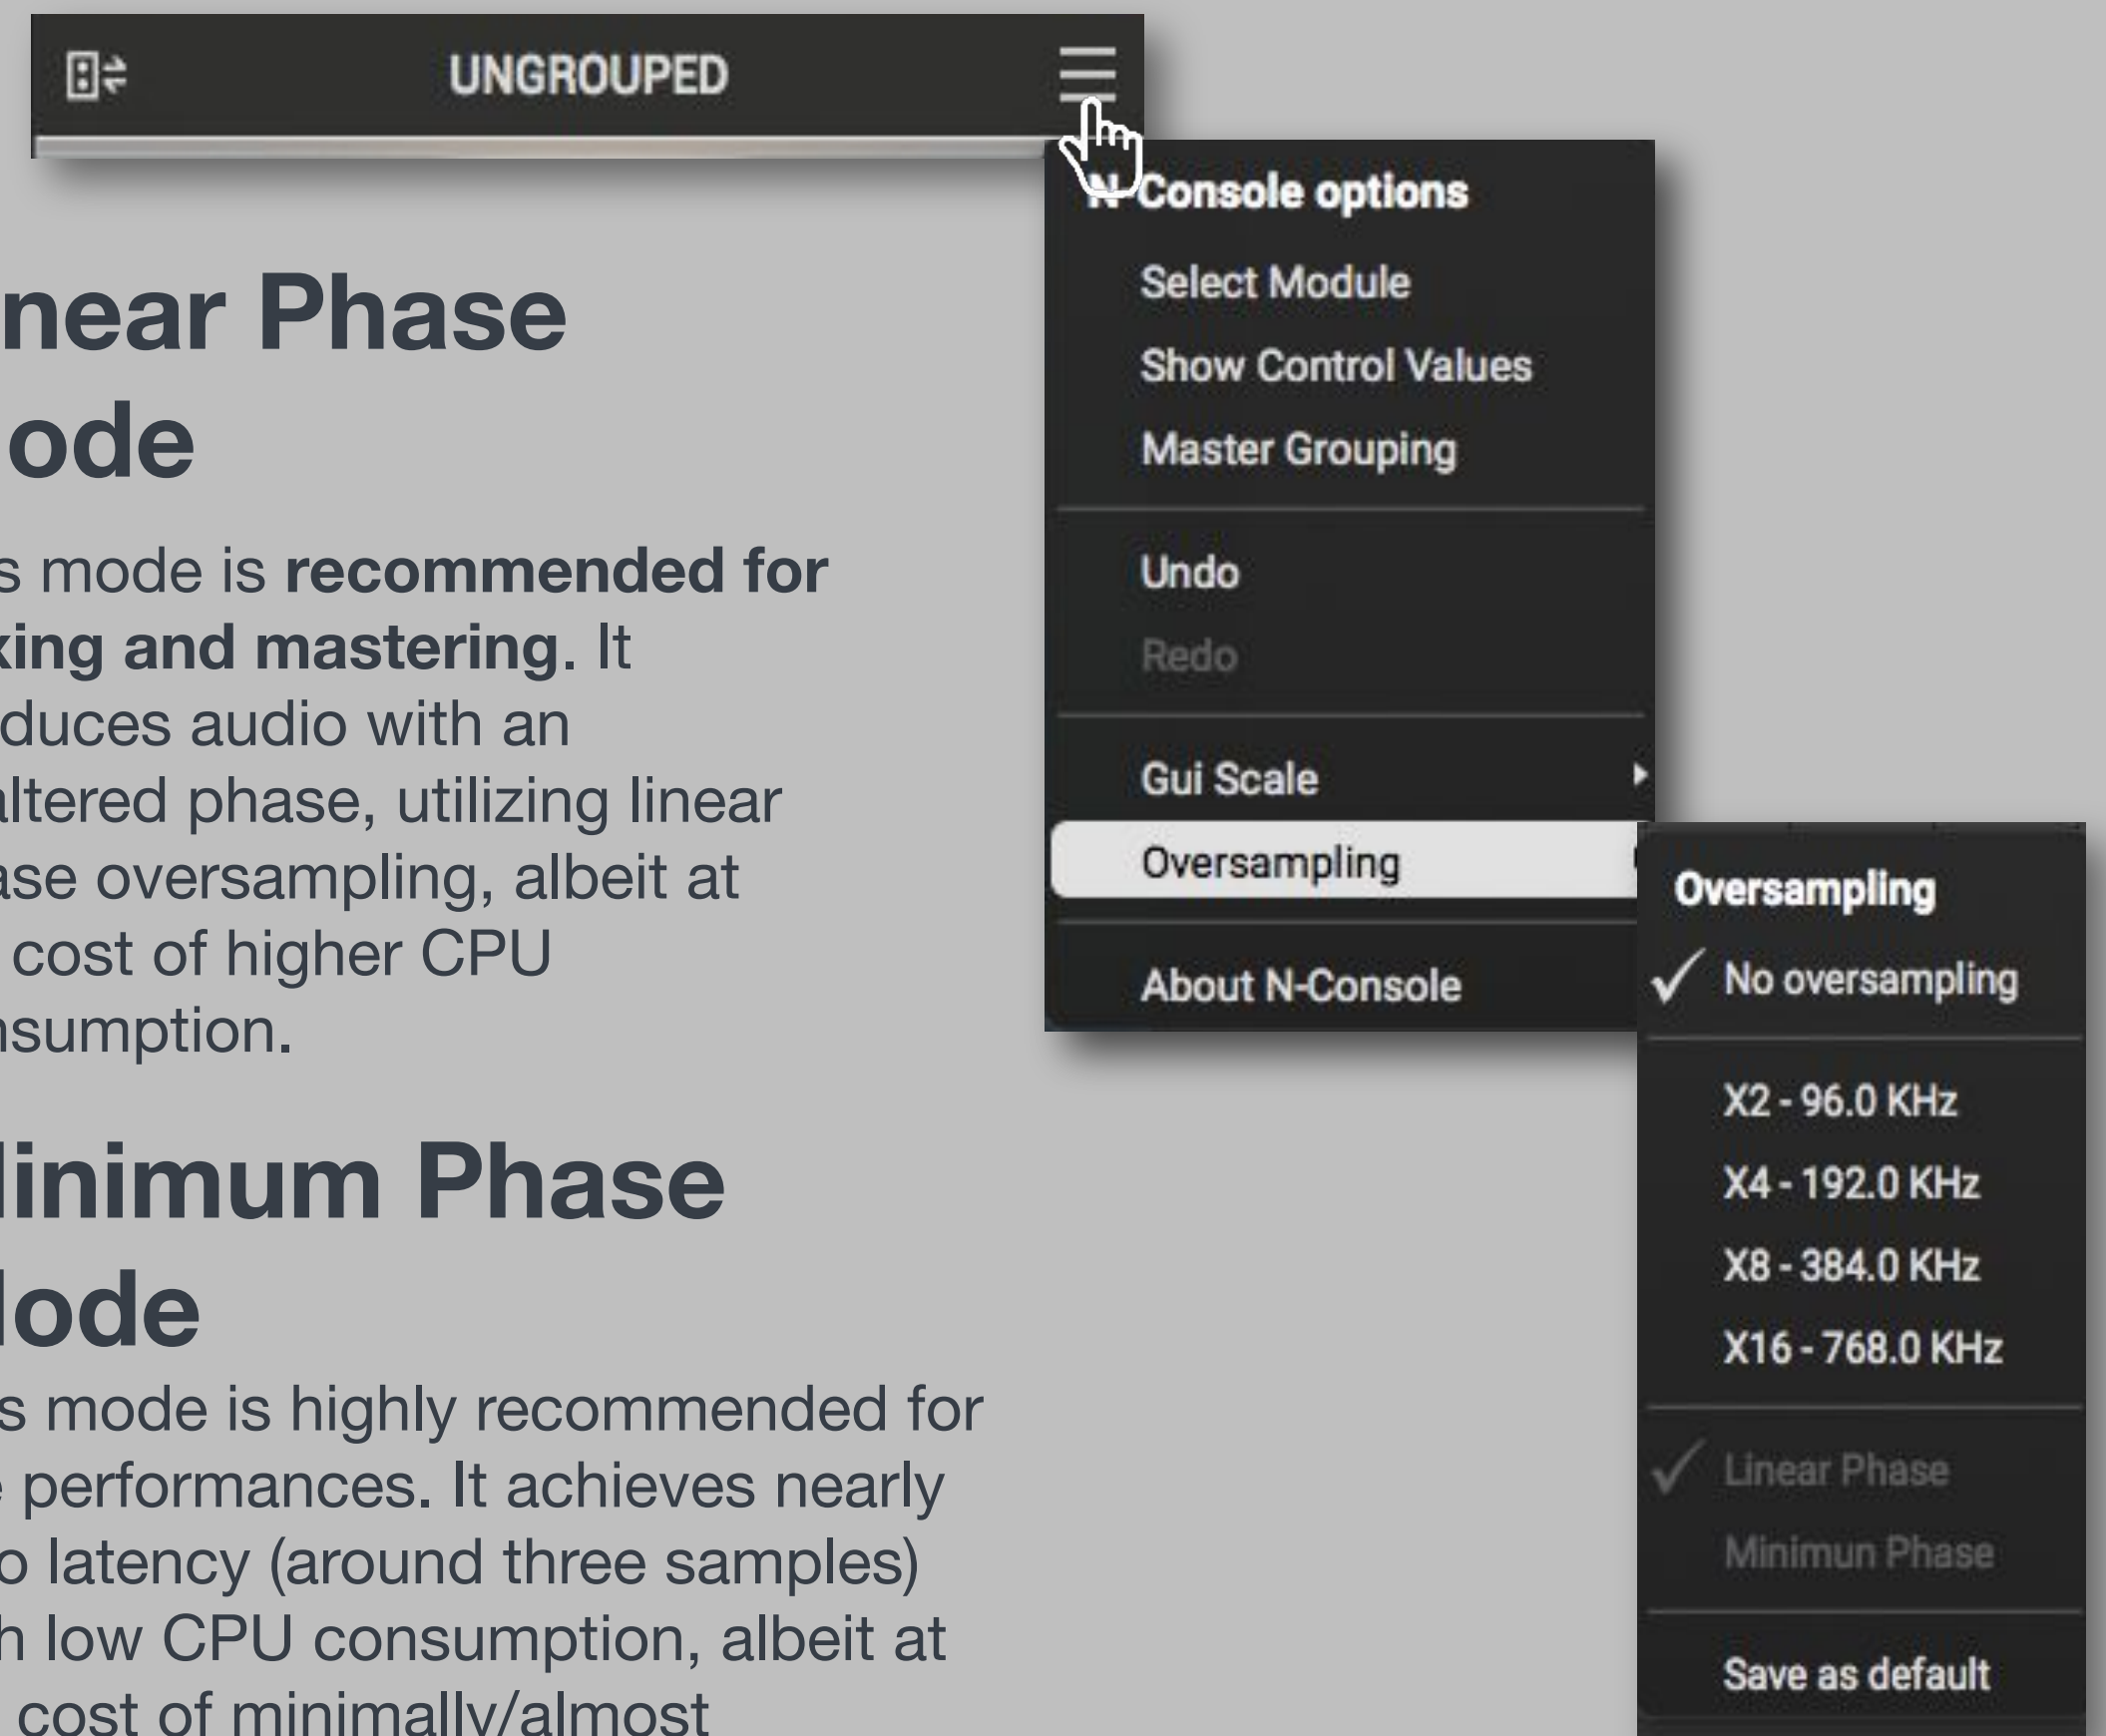 UNGROUPED
N-Console options
Select Module
Show Control Values
Master Grouping
Undo
Redo
Gui Scale
Oversampling
About N-Console
Oversampling
No oversampling
X2 - 96.0 KHz
X4 - 192.0 KHz
X8 - 384.0 KHz
X16 - 768.0 KHz
Linear Phase
Minimun Phase
Save as default
near Phase
ode
s mode is recommended for
xing and mastering. It
duces audio with an
altered phase, utilizing linear
ase oversampling, albeit at
cost of higher CPU
nsumption.
inimum Phase
ode
s mode is highly recommended for
e performances. It achieves nearly
o latency (around three samples)
h low CPU consumption, albeit at
cost of minimally/almost